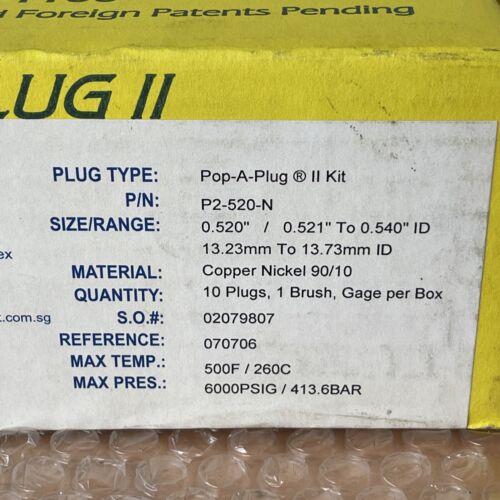 d Foreign Patents Pending
LUG II
PLUG TYPE: Pop-A-Plug ® II Kit
P/N: P2-520-N
SIZE/RANGE: 0.520" / 0.521" To 0.540" ID
13.23mm To 13.73mm ID
ex
MATERIAL: Copper Nickel 90/10
QUANTITY: 10 Plugs, 1 Brush, Gage per Box
.com.sg
S.O.#: 02079807
REFERENCE: 070706
MAX TEMP.: 500F / 260C
MAX PRES.: 6000PSIG / 413.6BAR